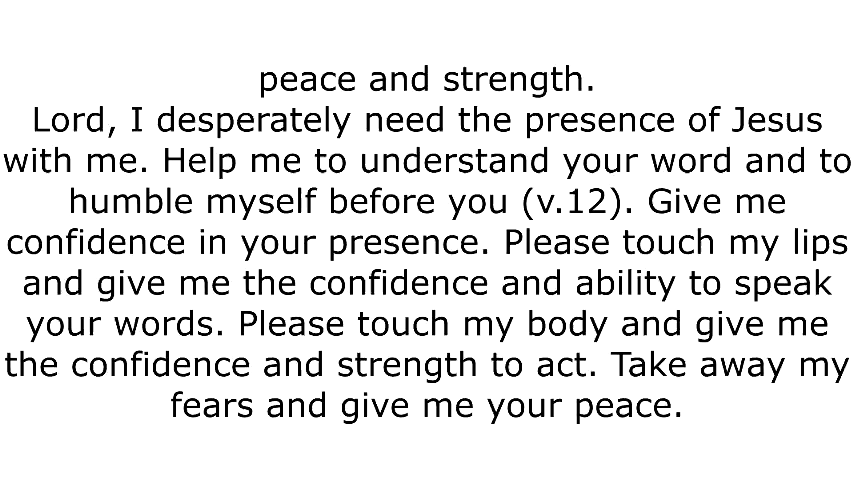 peace and strength.
Lord, I desperately need the presence of Jesus
with me. Help me to understand your word and to
humble myself before you (v.12). Give me
confidence in your presence. Please touch my lips
and give me the confidence and ability to speak
your words. Please touch my body and give me
the confidence and strength to act. Take away my
fears and give me your peace.